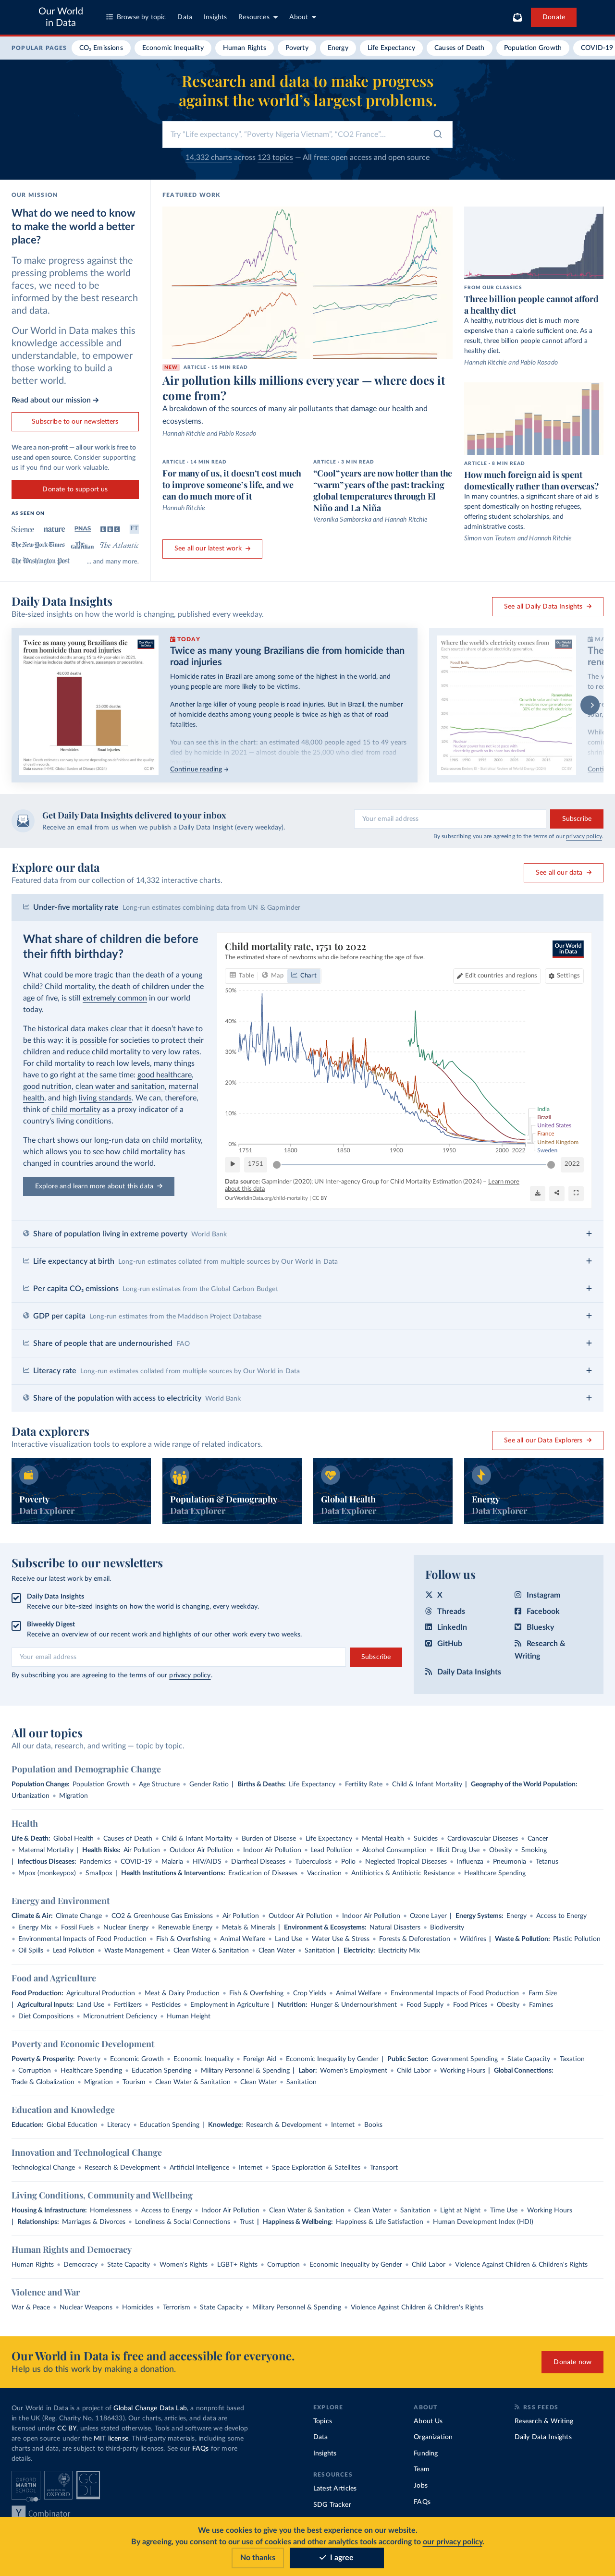 Our World
in Data
Browse by topic
Data
Insights
Resources
About
Donate
POPULAR PAGES
CO₂ Emissions
Economic Inequality
Human Rights
Poverty
Energy
Life Expectancy
Causes of Death
Population Growth
COVID-19
Research and data to make progress
against the world's largest problems.
Try "Life expectancy", "Poverty Nigeria Vietnam", "CO2 France"...
14,332 charts across 123 topics — All free: open access and open source
OUR MISSION
What do we need to know
to make the world a better
place?
To make progress against the
pressing problems the world
faces, we need to be
informed by the best research
and data.
Our World in Data makes this
knowledge accessible and
understandable, to empower
those working to build a
better world.
Read about our mission →
Subscribe to our newsletters
We are a non-profit — all our work is free to
use and open source. Consider supporting
us if you find our work valuable.
Donate to support us
AS SEEN ON
Science
nature
PNAS
BBC
FT
The New York Times
The Guardian
The Atlantic
The Washington Post
... and many more.
FEATURED WORK
NEW ARTICLE · 15 MIN READ
Air pollution kills millions every year — where does it
come from?
A breakdown of the sources of many air pollutants that damage our health and
ecosystems.
Hannah Ritchie and Pablo Rosado
ARTICLE · 14 MIN READ
For many of us, it doesn't cost much
to improve someone's life, and we
can do much more of it
Hannah Ritchie
ARTICLE · 3 MIN READ
"Cool" years are now hotter than the
"warm" years of the past: tracking
global temperatures through El
Niño and La Niña
Veronika Samborska and Hannah Ritchie
See all our latest work →
FROM OUR CLASSICS
Three billion people cannot afford
a healthy diet
A healthy, nutritious diet is much more
expensive than a calorie sufficient one. As a
result, three billion people cannot afford a
healthy diet.
Hannah Ritchie and Pablo Rosado
ARTICLE · 8 MIN READ
How much foreign aid is spent
domestically rather than overseas?
In many countries, a significant share of aid is
spent domestically on hosting refugees,
offering student scholarships, and
administrative costs.
Simon van Teutem and Hannah Ritchie
Daily Data Insights
Bite-sized insights on how the world is changing, published every weekday.
See all Daily Data Insights →
Twice as many young Brazilians die
from homicide than road injuries
Homicides
Road injuries
TODAY
Twice as many young Brazilians die from homicide than
road injuries
Homicide rates in Brazil are among some of the highest in the world, and
young people are more likely to be victims.
Another large killer of young people is road injuries. But in Brazil, the number
of homicide deaths among young people is twice as high as that of road
fatalities.
You can see this in the chart: an estimated 48,000 people aged 15 to 49 years
died by homicide in 2021 — almost double the 25,000 who died from road
Continue reading →
Where the world's electricity comes from
Fossil fuels
Renewables
Nuclear
Get Daily Data Insights delivered to your inbox
Receive an email from us when we publish a Daily Data Insight (every weekday).
Your email address
Subscribe
By subscribing you are agreeing to the terms of our privacy policy.
Explore our data
Featured data from our collection of 14,332 interactive charts.
See all our data →
Under-five mortality rate Long-run estimates combining data from UN & Gapminder
What share of children die before
their fifth birthday?
What could be more tragic than the death of a young
child? Child mortality, the death of children under the
age of five, is still extremely common in our world
today.
The historical data makes clear that it doesn't have to
be this way: it is possible for societies to protect their
children and reduce child mortality to very low rates.
For child mortality to reach low levels, many things
have to go right at the same time: good healthcare,
good nutrition, clean water and sanitation, maternal
health, and high living standards. We can, therefore,
think of child mortality as a proxy indicator of a
country's living conditions.
The chart shows our long-run data on child mortality,
which allows you to see how child mortality has
changed in countries around the world.
Explore and learn more about this data →
Child mortality rate, 1751 to 2022
The estimated share of newborns who die before reaching the age of five.
Our World
in Data
Table
Map
Chart
Edit countries and regions
Settings
50%
40%
30%
20%
10%
0%
1751
1800
1850
1900
1950
2000
2022
India
Brazil
United States
France
United Kingdom
Sweden
1751
2022
Data source: Gapminder (2020); UN Inter-agency Group for Child Mortality Estimation (2024) – Learn more
about this data
OurWorldinData.org/child-mortality | CC BY
Share of population living in extreme poverty World Bank
Life expectancy at birth Long-run estimates collated from multiple sources by Our World in Data
Per capita CO₂ emissions Long-run estimates from the Global Carbon Budget
GDP per capita Long-run estimates from the Maddison Project Database
Share of people that are undernourished FAO
Literacy rate Long-run estimates collated from multiple sources by Our World in Data
Share of the population with access to electricity World Bank
Data explorers
Interactive visualization tools to explore a wide range of related indicators.
See all our Data Explorers →
Poverty
Data Explorer
Population & Demography
Data Explorer
Global Health
Data Explorer
Energy
Data Explorer
Subscribe to our newsletters
Receive our latest work by email.
Daily Data Insights
Receive our bite-sized insights on how the world is changing, every weekday.
Biweekly Digest
Receive an overview of our recent work and highlights of our other work every two weeks.
Your email address
Subscribe
By subscribing you are agreeing to the terms of our privacy policy.
Follow us
X
Threads
LinkedIn
GitHub
Daily Data Insights
Instagram
Facebook
Bluesky
Research &
Writing
All our topics
All our data, research, and writing — topic by topic.
Population and Demographic Change
Population Change: Population Growth • Age Structure • Gender Ratio | Births & Deaths: Life Expectancy • Fertility Rate • Child & Infant Mortality | Geography of the World Population:
Urbanization • Migration
Health
Life & Death: Global Health • Causes of Death • Child & Infant Mortality • Burden of Disease • Life Expectancy • Mental Health • Suicides • Cardiovascular Diseases • Cancer
• Maternal Mortality | Health Risks: Air Pollution • Outdoor Air Pollution • Indoor Air Pollution • Lead Pollution • Alcohol Consumption • Illicit Drug Use • Obesity • Smoking
| Infectious Diseases: Pandemics • COVID-19 • Malaria • HIV/AIDS • Diarrheal Diseases • Tuberculosis • Polio • Neglected Tropical Diseases • Influenza • Pneumonia • Tetanus
• Mpox (monkeypox) • Smallpox | Health Institutions & Interventions: Eradication of Diseases • Vaccination • Antibiotics & Antibiotic Resistance • Healthcare Spending
Energy and Environment
Climate & Air: Climate Change • CO2 & Greenhouse Gas Emissions • Air Pollution • Outdoor Air Pollution • Indoor Air Pollution • Ozone Layer | Energy Systems: Energy • Access to Energy
• Energy Mix • Fossil Fuels • Nuclear Energy • Renewable Energy • Metals & Minerals | Environment & Ecosystems: Natural Disasters • Biodiversity
• Environmental Impacts of Food Production • Fish & Overfishing • Animal Welfare • Land Use • Water Use & Stress • Forests & Deforestation • Wildfires | Waste & Pollution: Plastic Pollution
• Oil Spills • Lead Pollution • Waste Management • Clean Water & Sanitation • Clean Water • Sanitation | Electricity: Electricity Mix
Food and Agriculture
Food Production: Agricultural Production • Meat & Dairy Production • Fish & Overfishing • Crop Yields • Animal Welfare • Environmental Impacts of Food Production • Farm Size
| Agricultural Inputs: Land Use • Fertilizers • Pesticides • Employment in Agriculture | Nutrition: Hunger & Undernourishment • Food Supply • Food Prices • Obesity • Famines
• Diet Compositions • Micronutrient Deficiency • Human Height
Poverty and Economic Development
Poverty & Prosperity: Poverty • Economic Growth • Economic Inequality • Foreign Aid • Economic Inequality by Gender | Public Sector: Government Spending • State Capacity • Taxation
• Corruption • Healthcare Spending • Education Spending • Military Personnel & Spending | Labor: Women's Employment • Child Labor • Working Hours | Global Connections:
Trade & Globalization • Migration • Tourism • Clean Water & Sanitation • Clean Water • Sanitation
Education and Knowledge
Education: Global Education • Literacy • Education Spending | Knowledge: Research & Development • Internet • Books
Innovation and Technological Change
Technological Change • Research & Development • Artificial Intelligence • Internet • Space Exploration & Satellites • Transport
Living Conditions, Community and Wellbeing
Housing & Infrastructure: Homelessness • Access to Energy • Indoor Air Pollution • Clean Water & Sanitation • Clean Water • Sanitation • Light at Night • Time Use • Working Hours
| Relationships: Marriages & Divorces • Loneliness & Social Connections • Trust | Happiness & Wellbeing: Happiness & Life Satisfaction • Human Development Index (HDI)
Human Rights and Democracy
Human Rights • Democracy • State Capacity • Women's Rights • LGBT+ Rights • Corruption • Economic Inequality by Gender • Child Labor • Violence Against Children & Children's Rights
Violence and War
War & Peace • Nuclear Weapons • Homicides • Terrorism • State Capacity • Military Personnel & Spending • Violence Against Children & Children's Rights
Our World in Data is free and accessible for everyone.
Help us do this work by making a donation.
Donate now
Our World in Data is a project of Global Change Data Lab, a nonprofit based
in the UK (Reg. Charity No. 1186433). Our charts, articles, and data are
licensed under CC BY, unless stated otherwise. Tools and software we develop
are open source under the MIT license. Third-party materials, including some
charts and data, are subject to third-party licenses. See our FAQs for more
details.
OXFORD
MARTIN
SCHOOL
UNIVERSITY OF
OXFORD
GC
DL
Y Combinator
EXPLORE
Topics
Data
Insights
RESOURCES
Latest Articles
SDG Tracker
ABOUT
About Us
Organization
Funding
Team
Jobs
FAQs
RSS FEEDS
Research & Writing
Daily Data Insights
We use cookies to give you the best experience on our website.
By agreeing, you consent to our use of cookies and other analytics tools according to our privacy policy.
No thanks
I agree